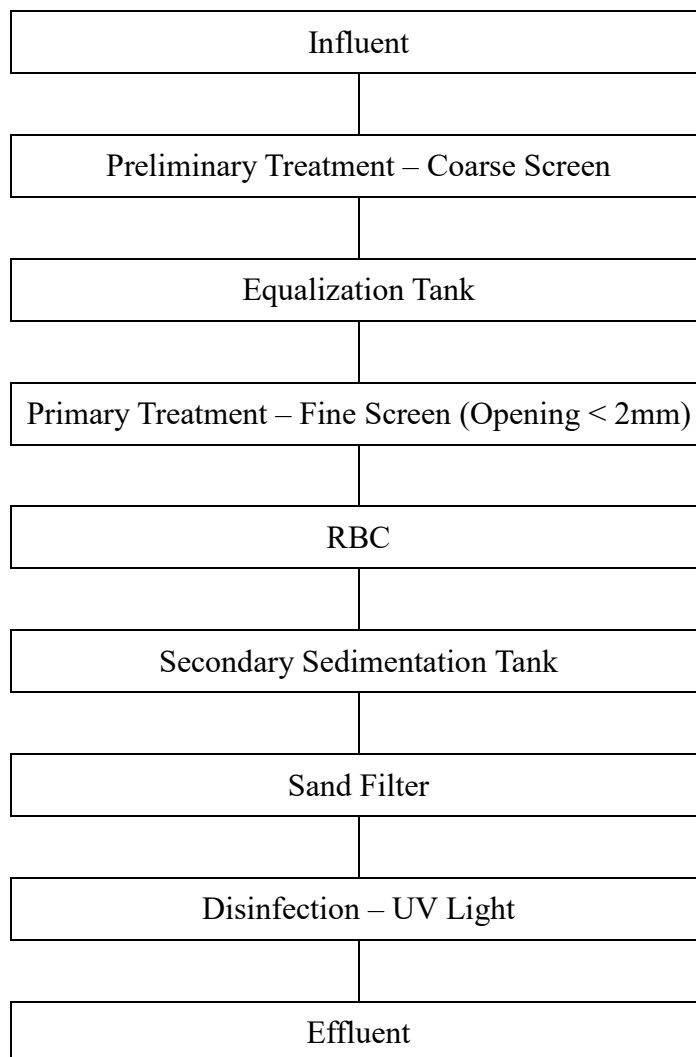 Influent
Preliminary Treatment – Coarse Screen
Equalization Tank
Primary Treatment – Fine Screen (Opening < 2mm)
RBC
Secondary Sedimentation Tank
Sand Filter
Disinfection – UV Light
Effluent